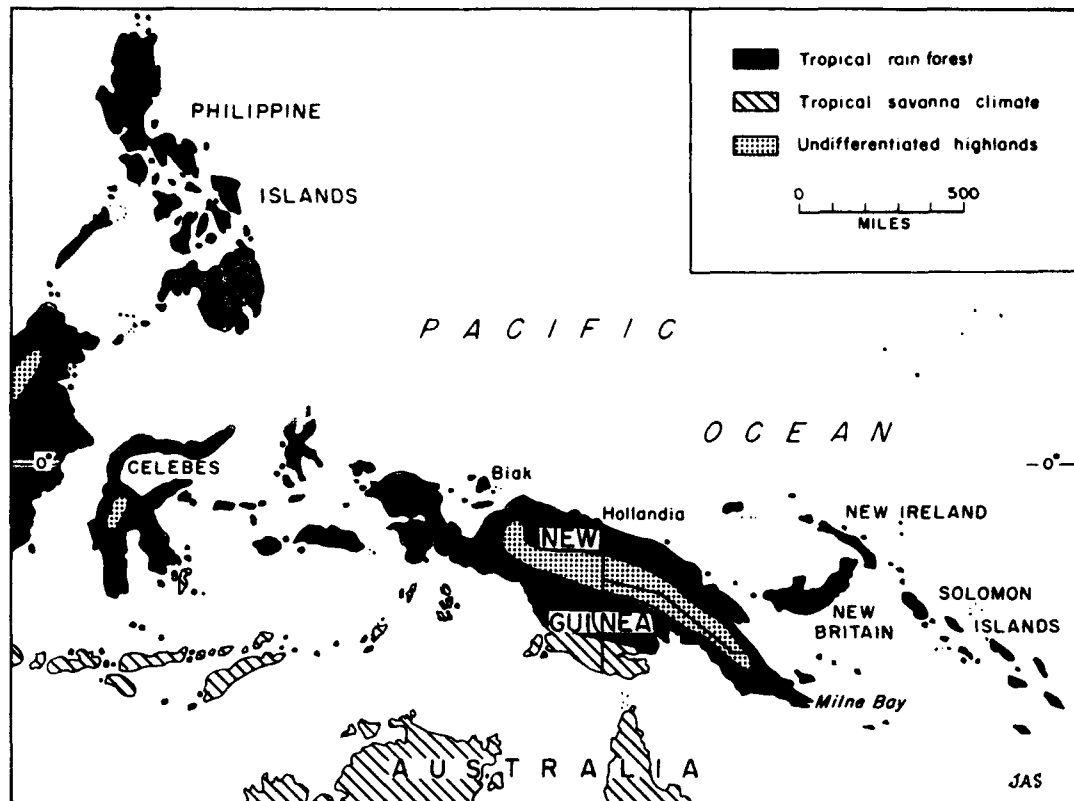 PHILIPPINE
ISLANDS
Tropical rain forest
Tropical savanna climate
Undifferentiated highlands
0 500
MILES
PACIFIC
OCEAN
0°
CELEBES
Biak
Hollandia
NEW
GUINEA
NEW IRELAND
NEW
BRITAIN
SOLOMON
ISLANDS
Milne Bay
0°
AUSTRALIA
JAS